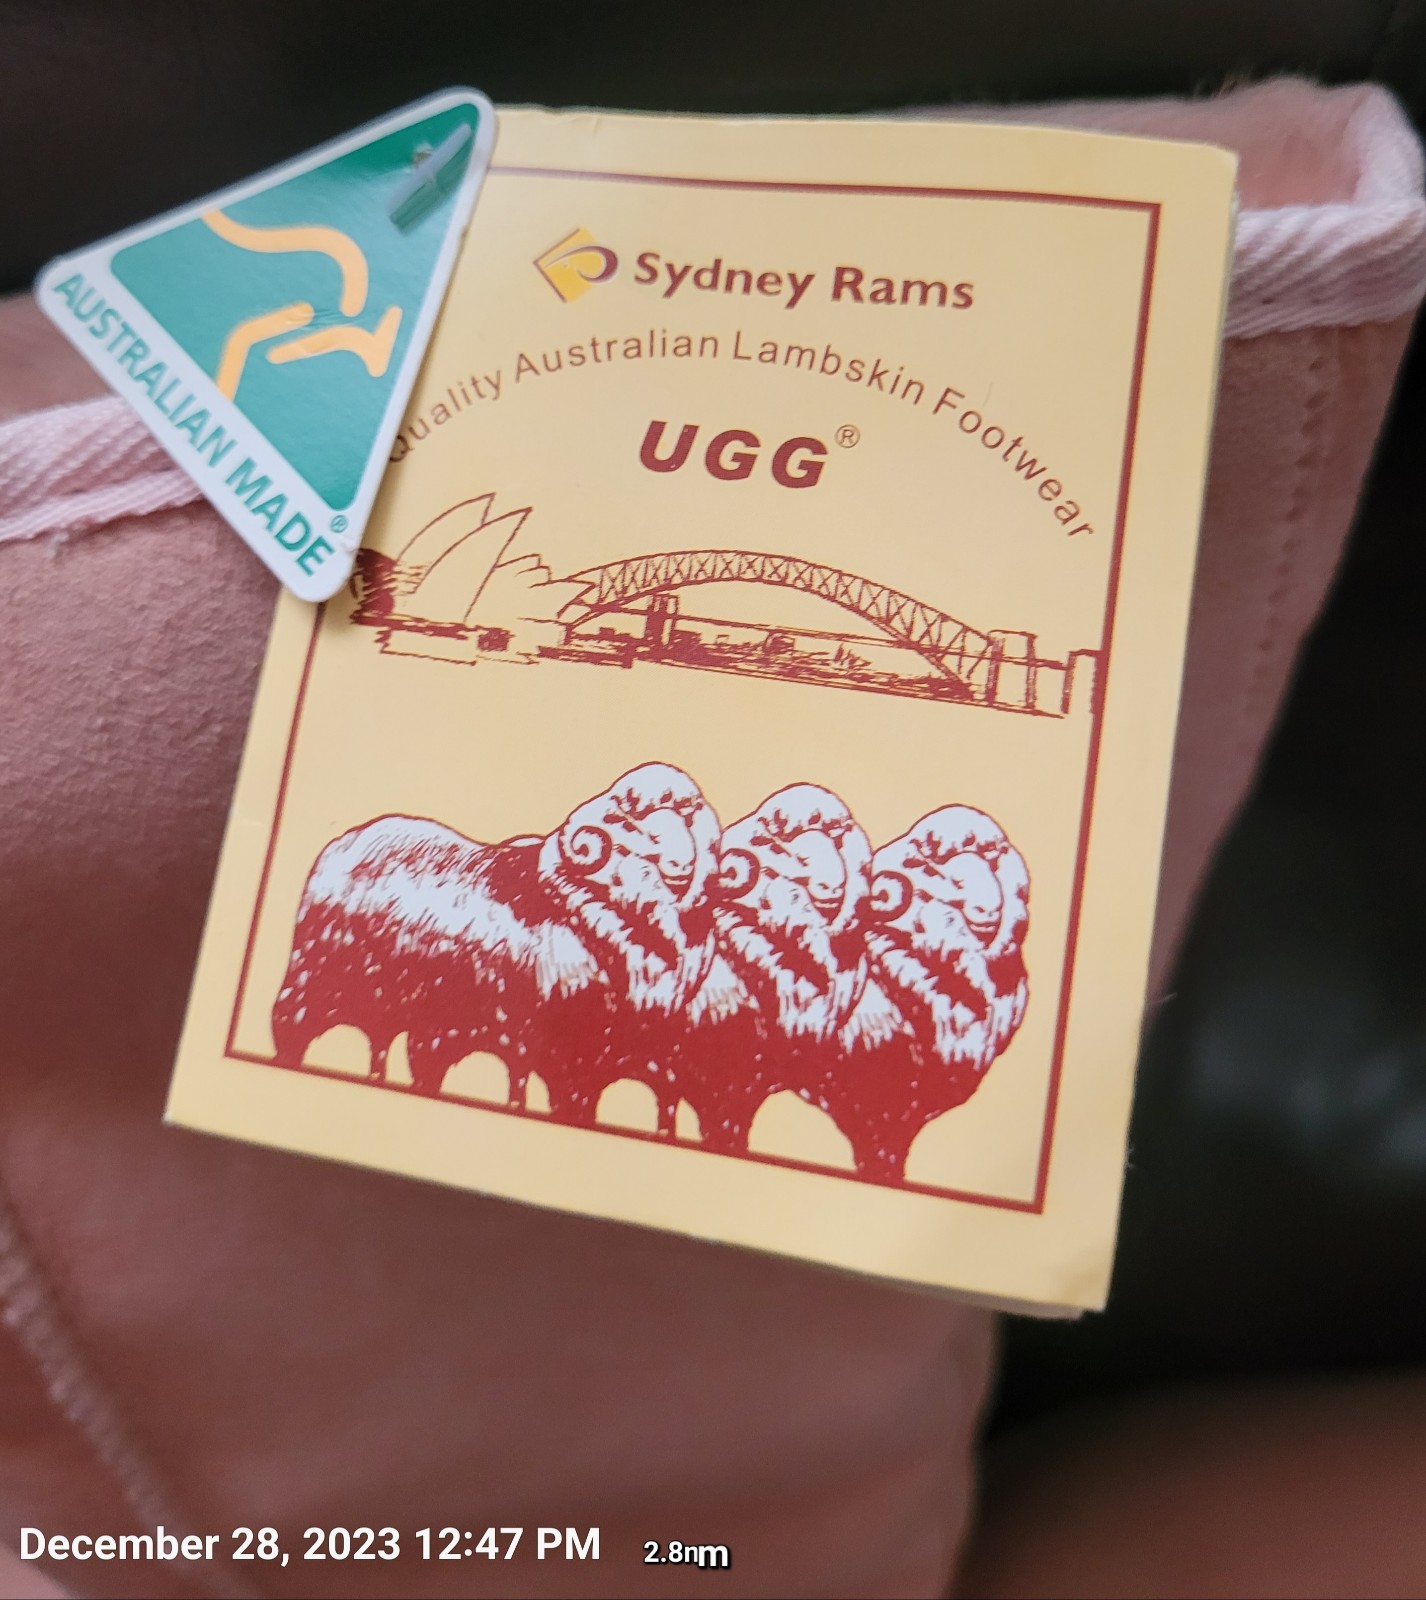 Sydney Rams
Quality Australian Lambskin Footwear
UGG®
AUSTRALIAN MADE®
December 28, 2023 12:47 PM
2.8nm